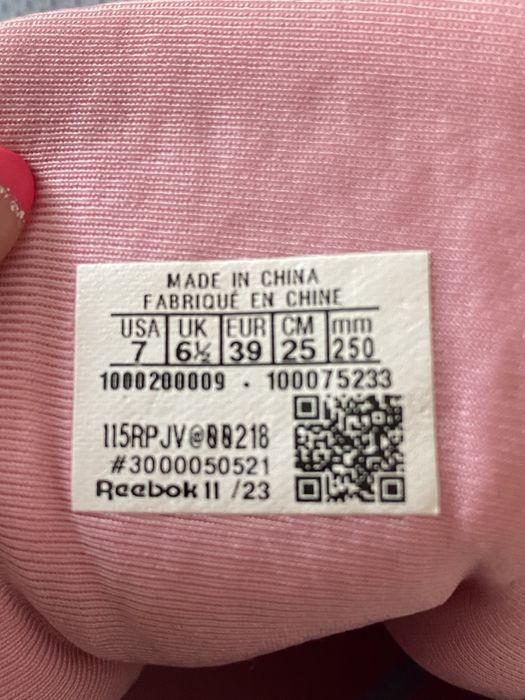 MADE IN CHINA
FABRIQUÉ EN CHINE
USA UK EUR CM mm
7 6½ 39 25 250
1000200009 . 100075233
115RPJV@00218
#3000050521
Reebok 11 /23